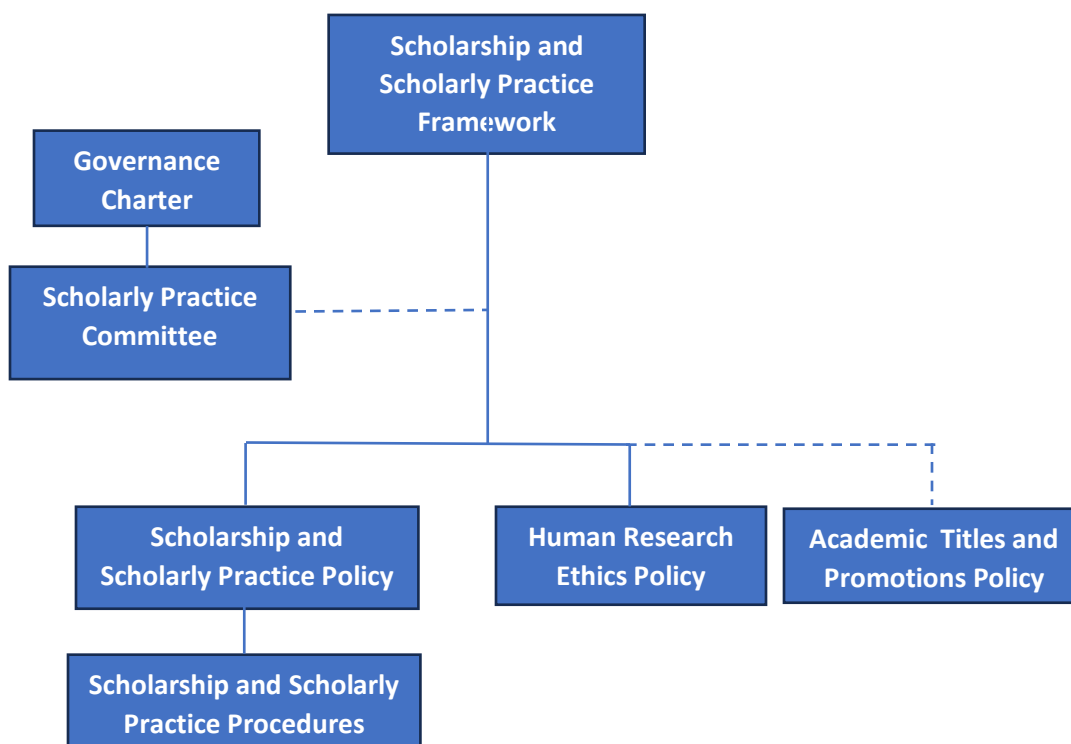 Scholarship and
Scholarly Practice
Framework
Governance
Charter
Scholarly Practice
Committee
Scholarship and
Scholarly Practice Policy
Human Research
Ethics Policy
Academic  Titles and
Promotions Policy
Scholarship and Scholarly
Practice Procedures